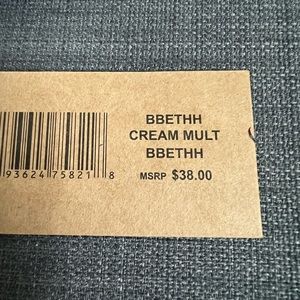 BBETHH
CREAM MULT
BBETHH
MSRP $38.00
93624 75821 8